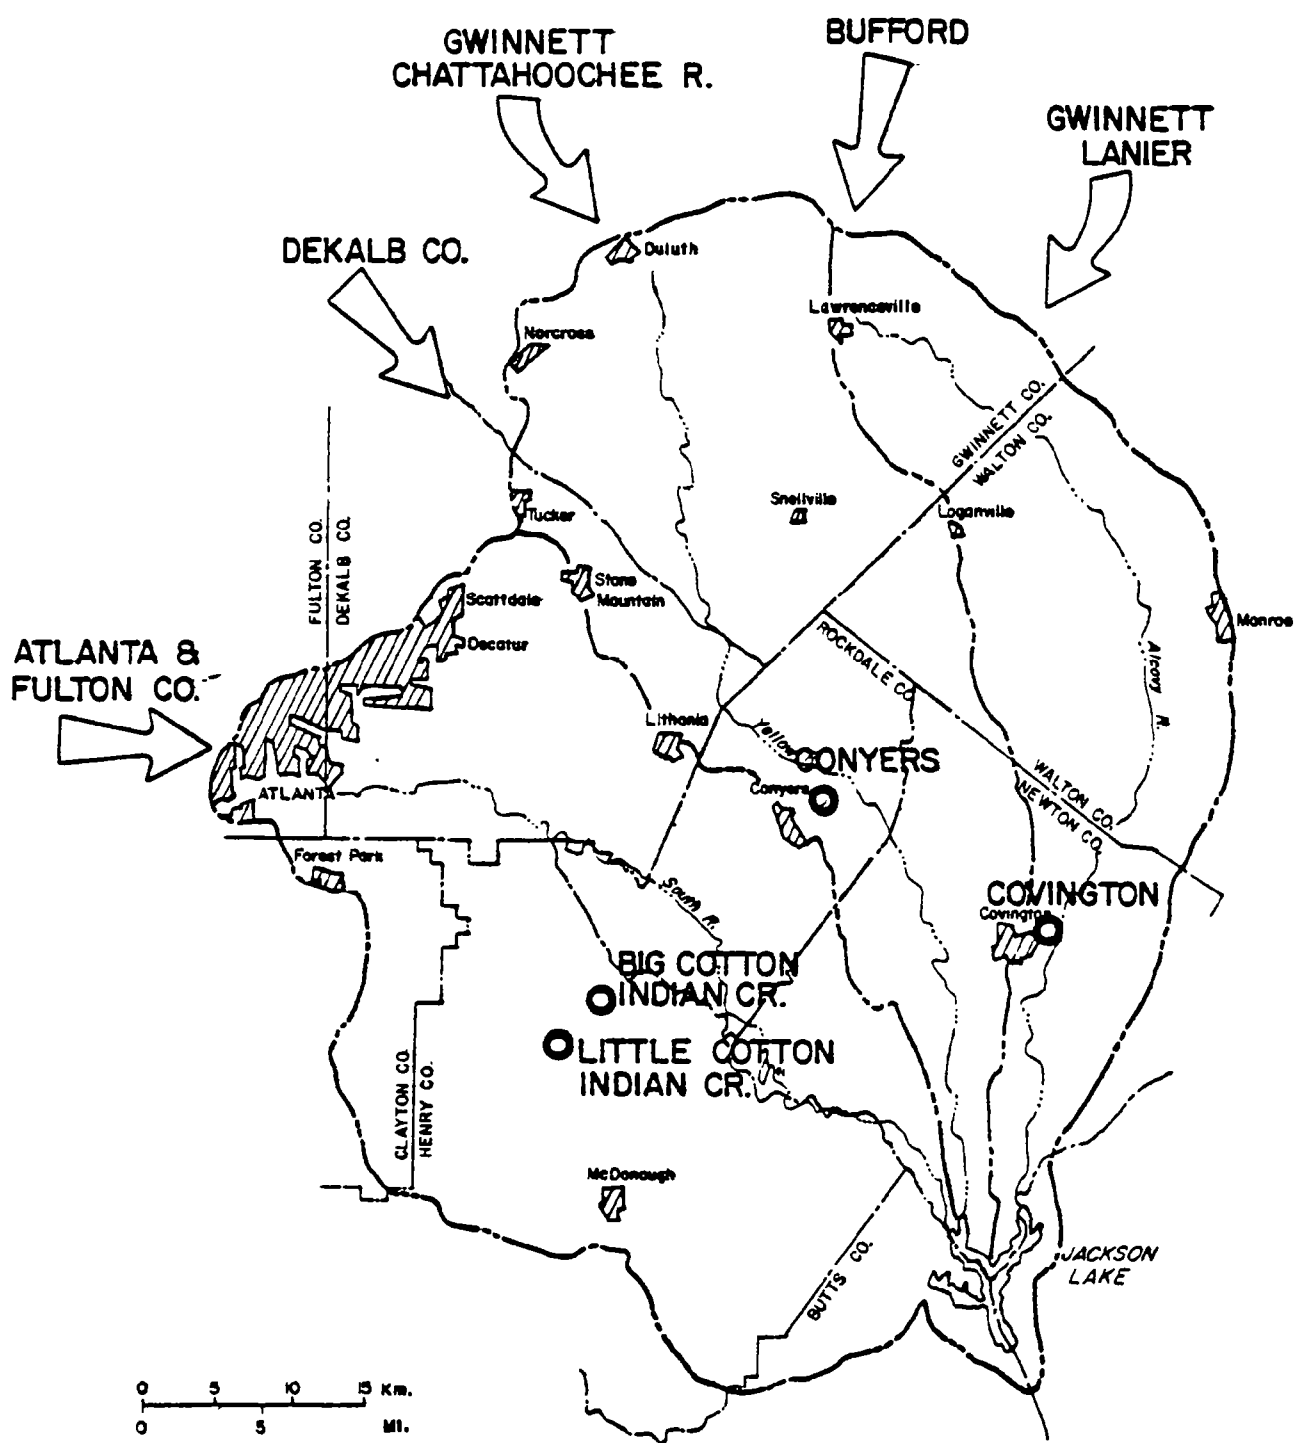 GWINNETT
CHATTAHOOCHEE R.
BUFFORD
GWINNETT
LANIER
DEKALB CO.
Duluth
Norcross
Lawrenceville
GWINNETT CO.
WALTON CO.
Snellville
Loganville
Tucker
FULTON CO.
DEKALB CO.
Stone
Mountain
Scottdale
Decatur
Monroe
ATLANTA &
FULTON CO.
ROCKDALE CO.
Alcovy R.
Lithonia
Yellow
CONYERS
Conyers
ATLANTA
WALTON CO.
NEWTON CO.
Forest Park
South R.
COVINGTON
Covington
BIG COTTON
INDIAN CR.
LITTLE COTTON
INDIAN CR.
CLAYTON CO.
HENRY CO.
McDonough
BUTTS CO.
JACKSON
LAKE
0 5 10 15 Km.
0 5 Mi.